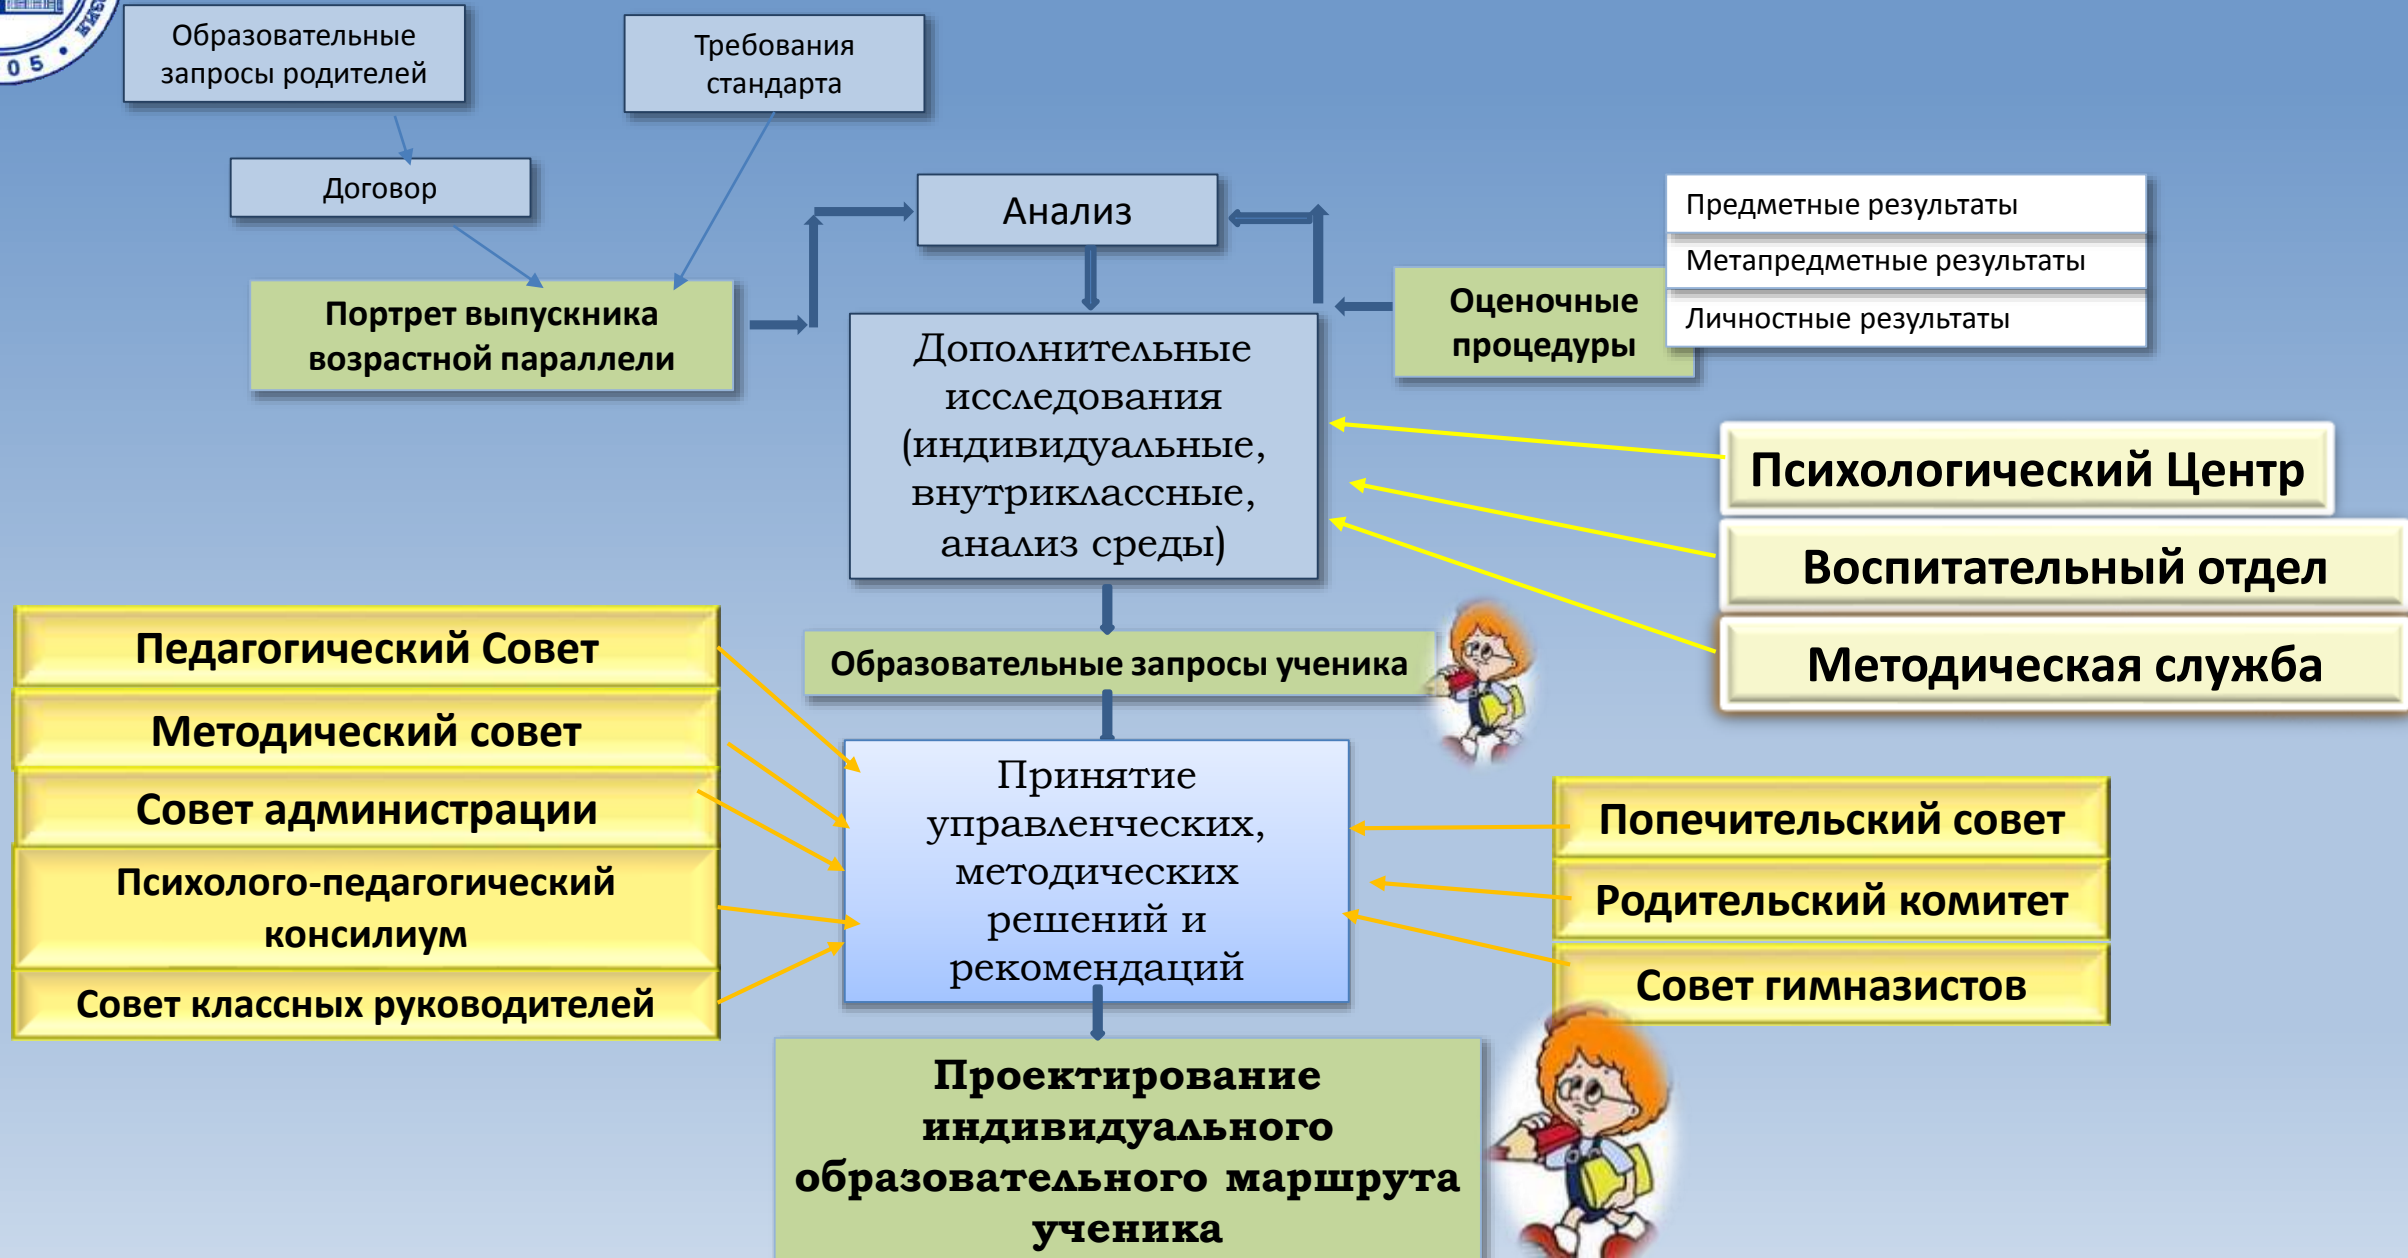 Образовательные
запросы родителей
Требования
стандарта
Договор
Анализ
Предметные результаты
Метапредметные результаты
Личностные результаты
Портрет выпускника
возрастной параллели
Оценочные
процедуры
Дополнительные
исследования
(индивидуальные,
внутриклассные,
анализ среды)
Психологический Центр
Воспитательный отдел
Методическая служба
Образовательные запросы ученика
Педагогический Совет
Методический совет
Совет администрации
Психолого-педагогический
консилиум
Совет классных руководителей
Принятие
управленческих,
методических
решений и
рекомендаций
Попечительский совет
Родительский комитет
Совет гимназистов
Проектирование
индивидуального
образовательного маршрута
ученика